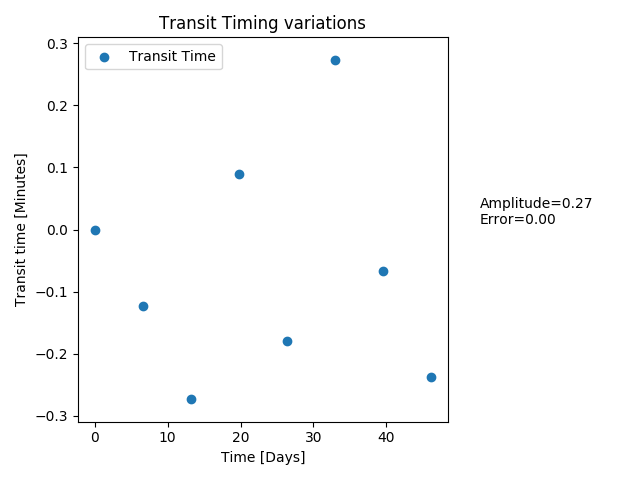 Transit Timing variations
Transit Time
0.3
0.2
0.1
0.0
−0.1
−0.2
−0.3
Transit time [Minutes]
Amplitude=0.27
Error=0.00
0 10 20 30 40
Time [Days]